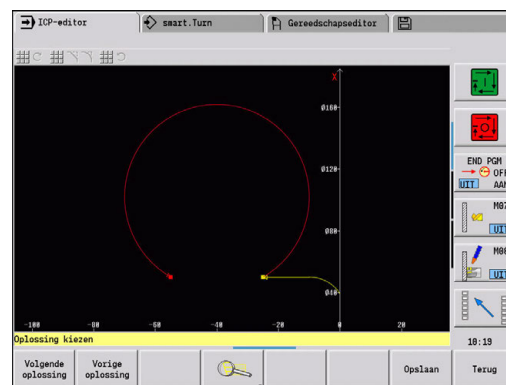 ICP-editor
smart.Turn
Gereedschapseditor
X
Ø160
Ø120
Ø80
Ø40
-100
-80
-60
-40
-20
0
20
END PGM
OFF
UIT
AAN
M07
UIT
UIT
Oplossing kiezen
10:19
Volgende oplossing
Vorige oplossing
Opslaan
Terug